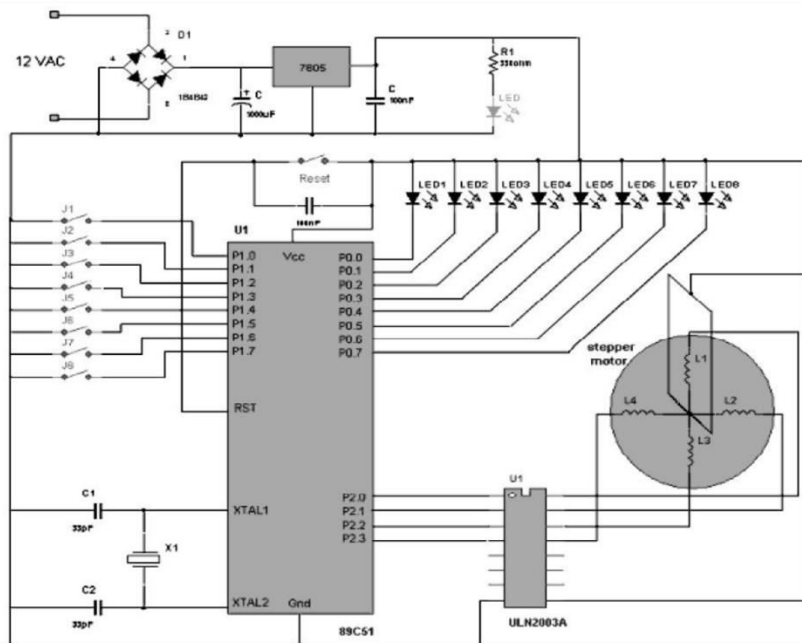 D1
2
12 VAC
4
1
7805
R1
330ohm
C
C
1000uF
100nF
LED
Reset
LED1
LED2
LED3
LED4
LED5
LED6
LED7
LED8
J1
J2
J3
J4
J5
J6
J7
J8
100nF
U1
Vcc
P1.0
P1.1
P1.2
P1.3
P1.4
P1.5
P1.6
P1.7
P0.0
P0.1
P0.2
P0.3
P0.4
P0.5
P0.6
P0.7
RST
stepper
motor
L1
L2
L3
L4
C1
33pF
X1
C2
33pF
XTAL1
XTAL2
Gnd
89C51
P2.0
P2.1
P2.2
P2.3
U1
ULN2003A